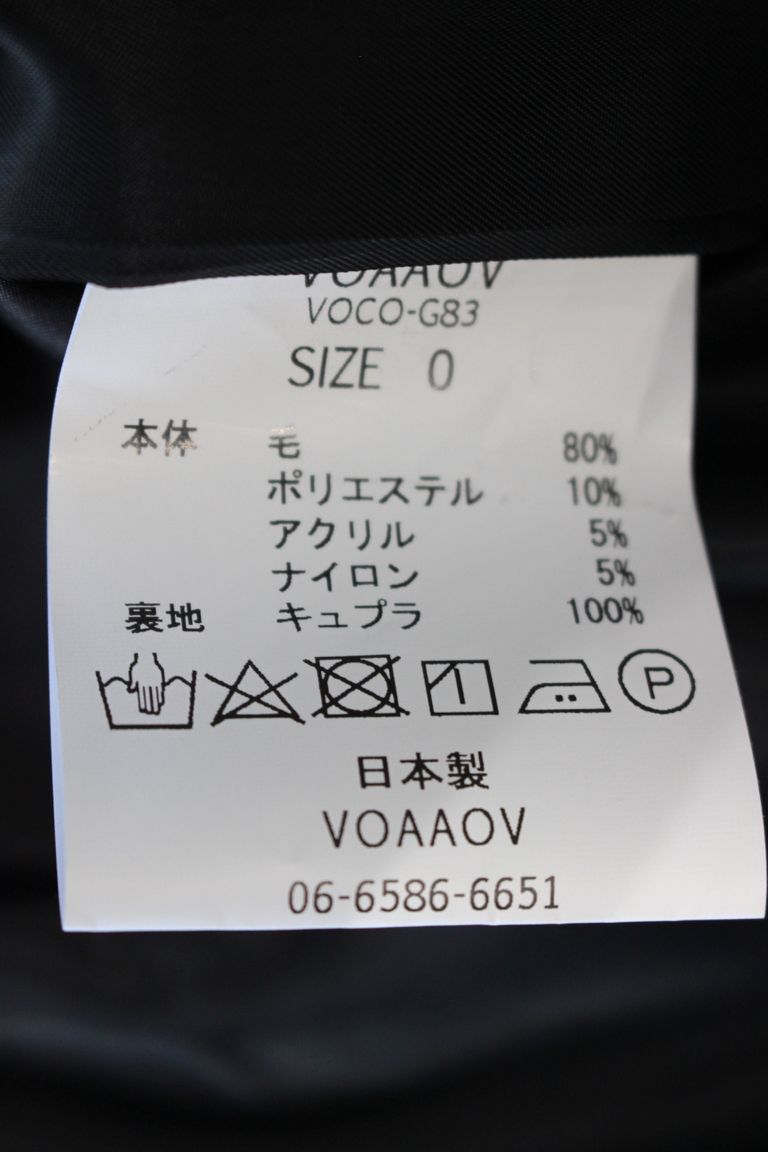 VOAAOV
VOCO-G83
SIZE 0
本体 毛 80%
ポリエステル 10%
アクリル 5%
ナイロン 5%
裏地 キュプラ 100%
P
日本製
VOAAOV
06-6586-6651